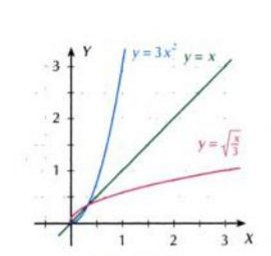 Y
y = 3x² y = x
3
2
y = √(x/3)
1
1 2 3 X